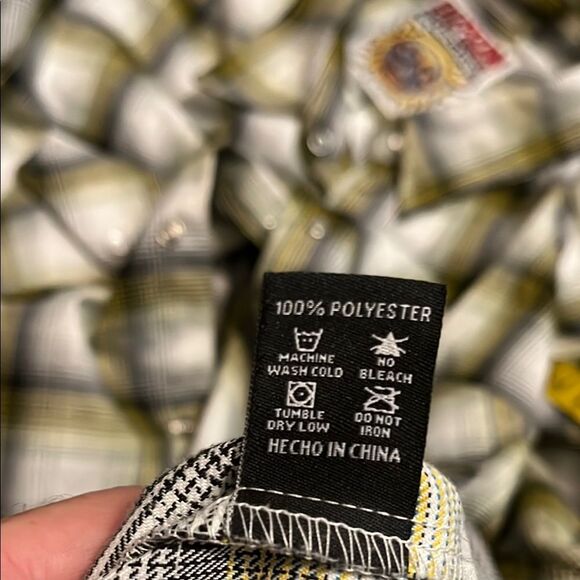 100% POLYESTER
MACHINE WASH COLD
NO BLEACH
TUMBLE DRY LOW
DO NOT IRON
HECHO IN CHINA